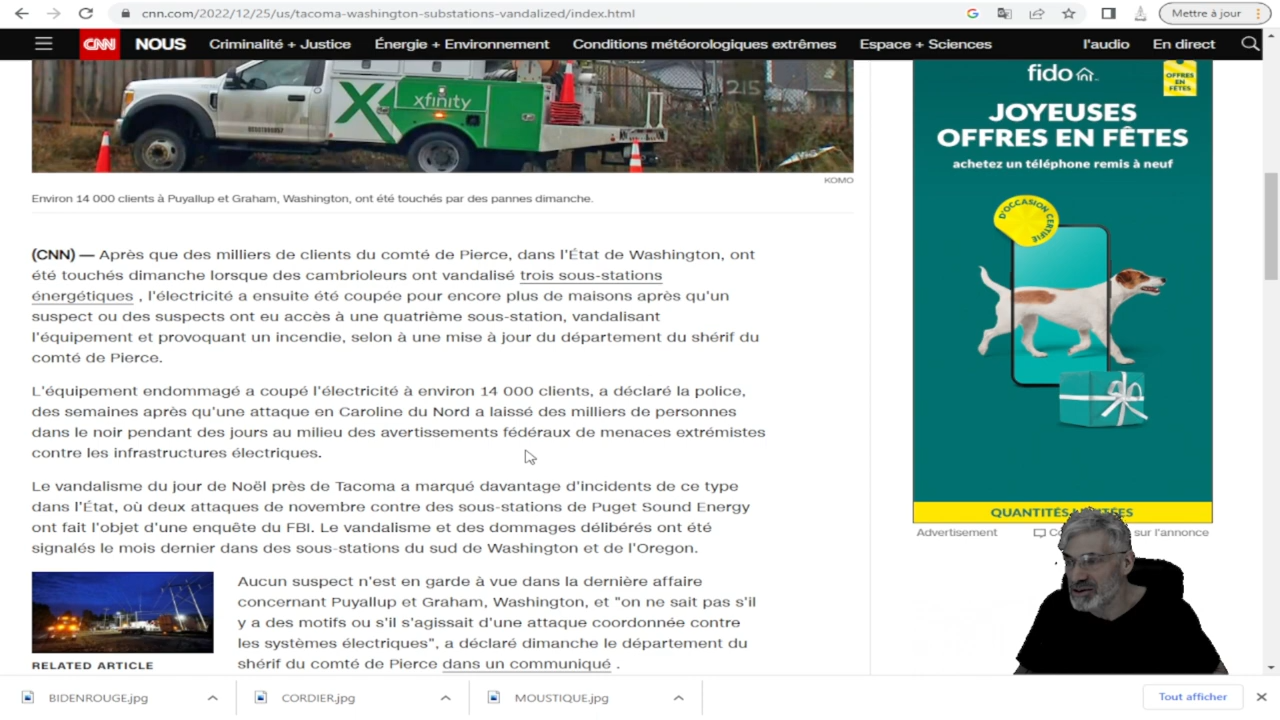 cnn.com/2022/12/25/us/tacoma-washington-substations-vandalized/index.html
Mettre à jour
CNN NOUS Criminalité + Justice Énergie + Environnement Conditions météorologiques extrêmes Espace + Sciences l'audio En direct
xfinity
215
KOMO
Environ 14 000 clients à Puyallup et Graham, Washington, ont été touchés par des pannes dimanche.
(CNN) — Après que des milliers de clients du comté de Pierce, dans l'État de Washington, ont
été touchés dimanche lorsque des cambrioleurs ont vandalisé trois sous-stations
énergétiques , l'électricité a ensuite été coupée pour encore plus de maisons après qu'un
suspect ou des suspects ont eu accès à une quatrième sous-station, vandalisant
l'équipement et provoquant un incendie, selon une mise à jour du département du shérif du
comté de Pierce.
L'équipement endommagé a coupé l'électricité à environ 14 000 clients, a déclaré la police,
des semaines après qu'une attaque en Caroline du Nord a laissé des milliers de personnes
dans le noir pendant des jours au milieu des avertissements fédéraux de menaces extrémistes
contre les infrastructures électriques.
Le vandalisme du jour de Noël près de Tacoma a marqué davantage d'incidents de ce type
dans l'État, où deux attaques de novembre contre des sous-stations de Puget Sound Energy
ont fait l'objet d'une enquête du FBI. Le vandalisme et des dommages délibérés ont été
signalés le mois dernier dans des sous-stations du sud de Washington et de l'Oregon.
Aucun suspect n'est en garde à vue dans la dernière affaire
concernant Puyallup et Graham, Washington, et "on ne sait pas s'il
y a des motifs ou s'il s'agissait d'une attaque coordonnée contre
les systèmes électriques", a déclaré dimanche le département du
shérif du comté de Pierce dans un communiqué .
RELATED ARTICLE
fido
OFFRES
EN
FÊTES
JOYEUSES
OFFRES EN FÊTES
achetez un téléphone remis à neuf
D'OCCASION
CERTIFIÉ
QUANTITÉS
Advertisement
sur l'annonce
BIDENROUGE.jpg
CORDIER.jpg
MOUSTIQUE.jpg
Tout afficher